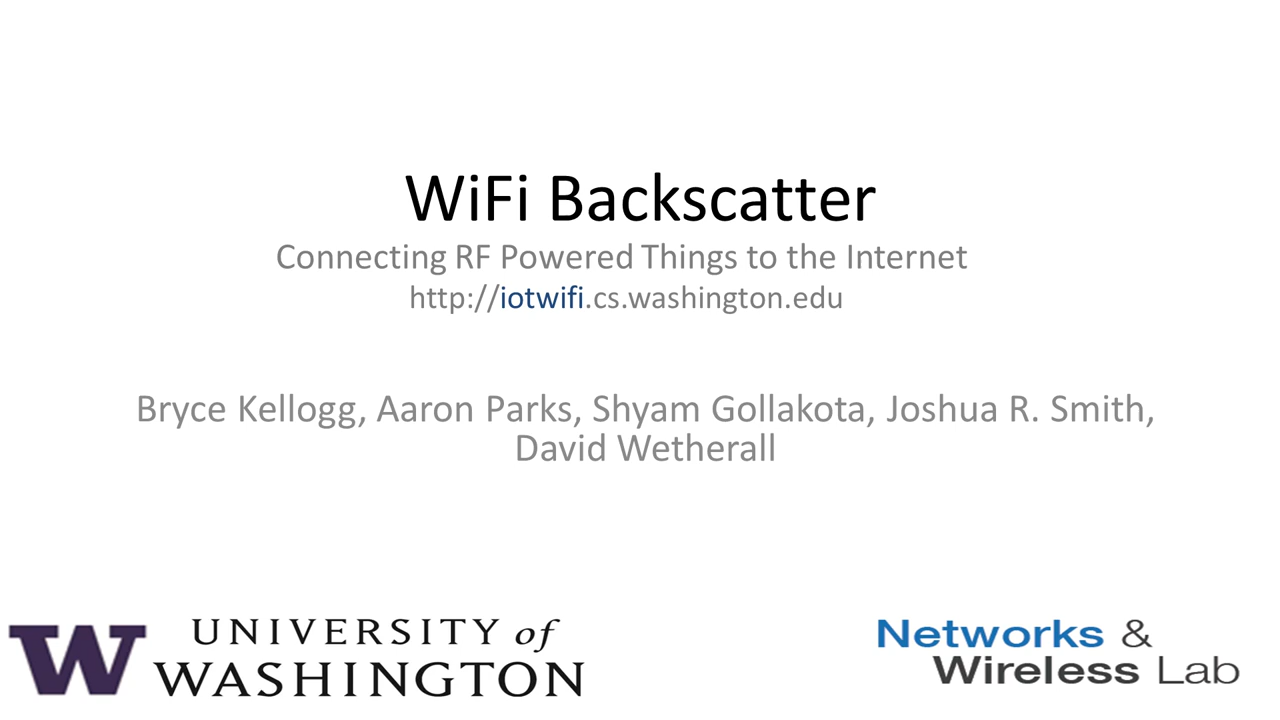 WiFi Backscatter
Connecting RF Powered Things to the Internet
http://iotwifi.cs.washington.edu
Bryce Kellogg, Aaron Parks, Shyam Gollakota, Joshua R. Smith,
David Wetherall
W
UNIVERSITY of
WASHINGTON
Networks &
Wireless Lab